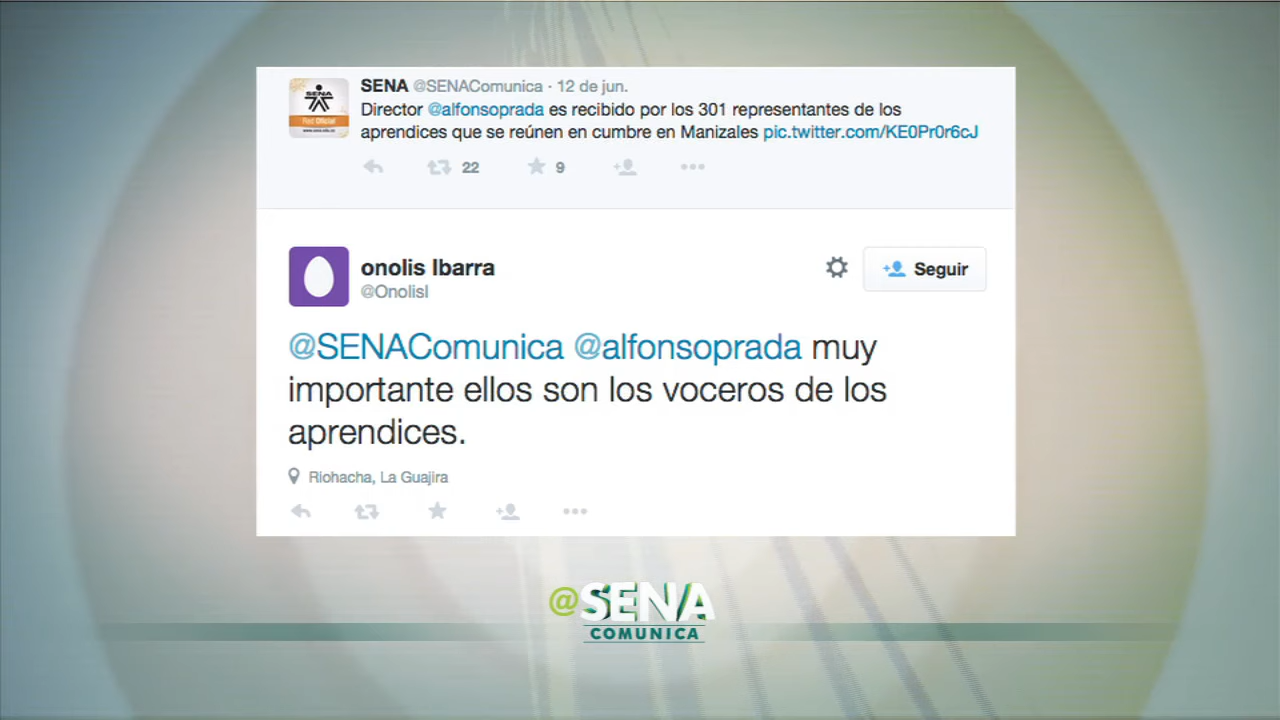 SENA @SENAComunica · 12 de jun.
Director @alfonsoprada es recibido por los 301 representantes de los
aprendices que se reúnen en cumbre en Manizales pic.twitter.com/KE0Pr0r6cJ
22 9
onolis Ibarra
@OnolisI
Seguir
@SENAComunica @alfonsoprada muy
importante ellos son los voceros de los
aprendices.
Riohacha, La Guajira
@SENA
COMUNICA